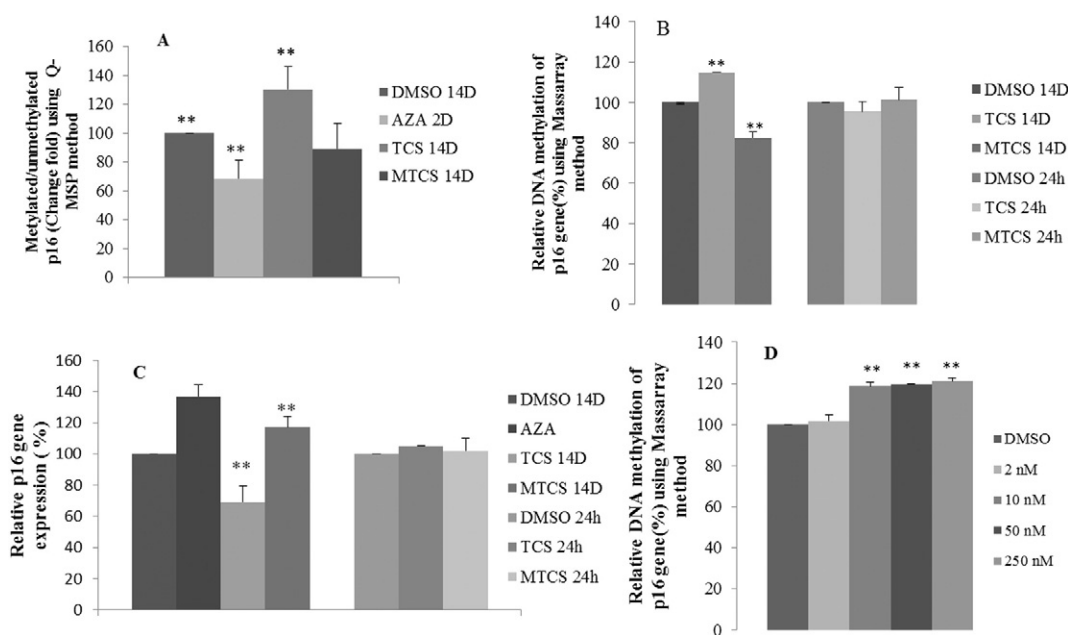 A
Metylated/unmethylated
p16 (Change fold) using Q-
MSP method
160
140
120
100
80
60
40
20
0
**
**
**
DMSO 14D
AZA 2D
TCS 14D
MTCS 14D
B
Relative DNA methylation of
p16 gene(%) using Massarray
method
140
120
100
80
60
40
20
0
**
**
DMSO 14D
TCS 14D
MTCS 14D
DMSO 24h
TCS 24h
MTCS 24h
C
Relative p16 gene
expression ( %)
160
140
120
100
80
60
40
20
0
**
**
DMSO 14D
AZA
TCS 14D
MTCS 14D
DMSO 24h
TCS 24h
MTCS 24h
D
Relative DNA methylation of
p16 gene(%) using Massarray
method
140
120
100
80
60
40
20
0
** ** **
DMSO
2 nM
10 nM
50 nM
250 nM